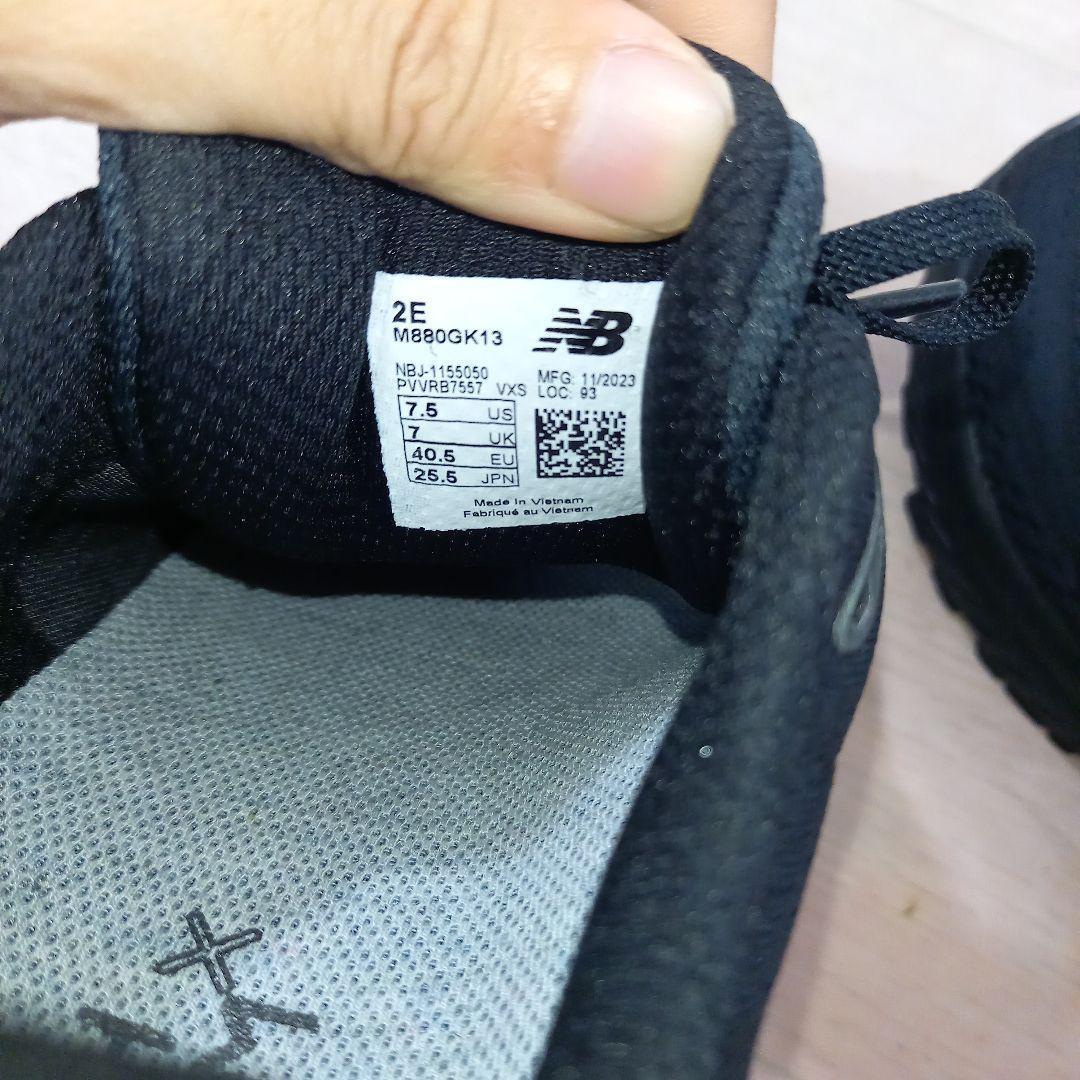 2E
M880GK13
NB
NBJ-1155050
PVVRB7557 VXS
MFG: 11/2023
LOC: 93
7.5 US
7 UK
40.5 EU
25.5 JPN
Made In Vietnam
Fabriqué au Vietnam